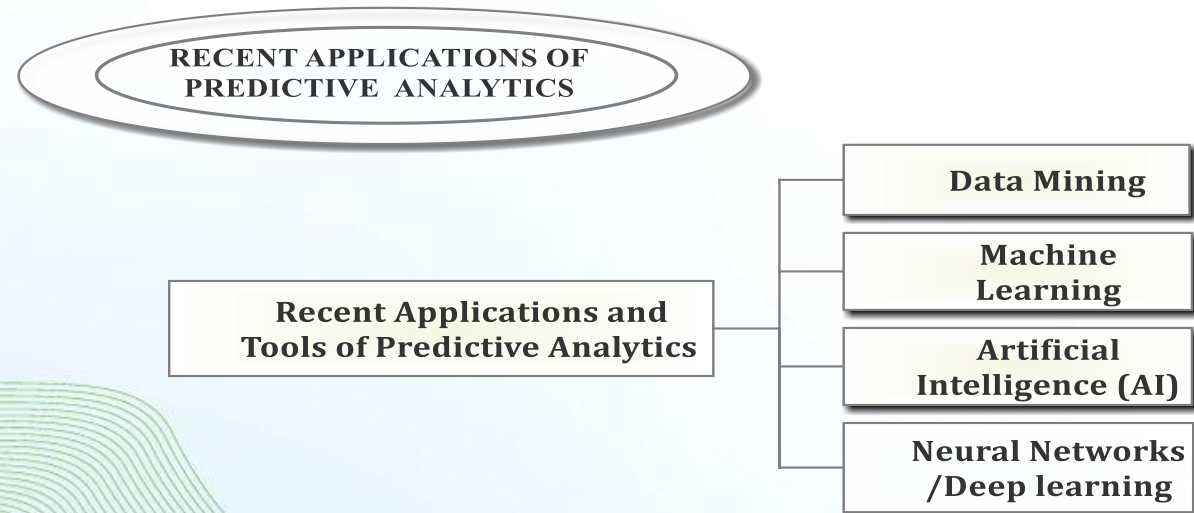 RECENT APPLICATIONS OF
PREDICTIVE ANALYTICS
Recent Applications and
Tools of Predictive Analytics
Data Mining
Machine
Learning
Artificial
Intelligence (AI)
Neural Networks
/Deep learning